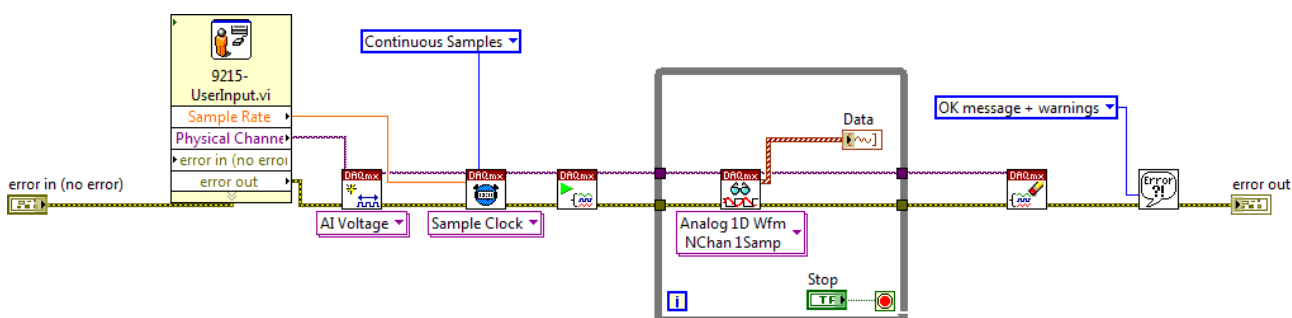 9215-
UserInput.vi
Sample Rate
Physical Channe
error in (no erroı
error out
error in (no error)
Continuous Samples
DAQmx
AI Voltage
DAQmx
Sample Clock
DAQmx
DAQmx
Analog 1D Wfm
NChan 1Samp
Data
Stop
TF
i
OK message + warnings
DAQmx
Error
?!
error out